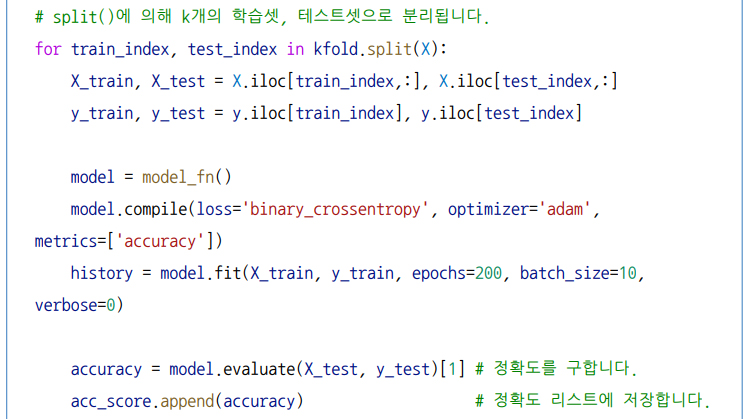 # split()에 의해 k개의 학습셋, 테스트셋으로 분리됩니다.
for train_index, test_index in kfold.split(X):
    X_train, X_test = X.iloc[train_index,:], X.iloc[test_index,:]
    y_train, y_test = y.iloc[train_index], y.iloc[test_index]

    model = model_fn()
    model.compile(loss='binary_crossentropy', optimizer='adam',
metrics=['accuracy'])
    history = model.fit(X_train, y_train, epochs=200, batch_size=10,
verbose=0)

    accuracy = model.evaluate(X_test, y_test)[1] # 정확도를 구합니다.
    acc_score.append(accuracy)                   # 정확도 리스트에 저장합니다.